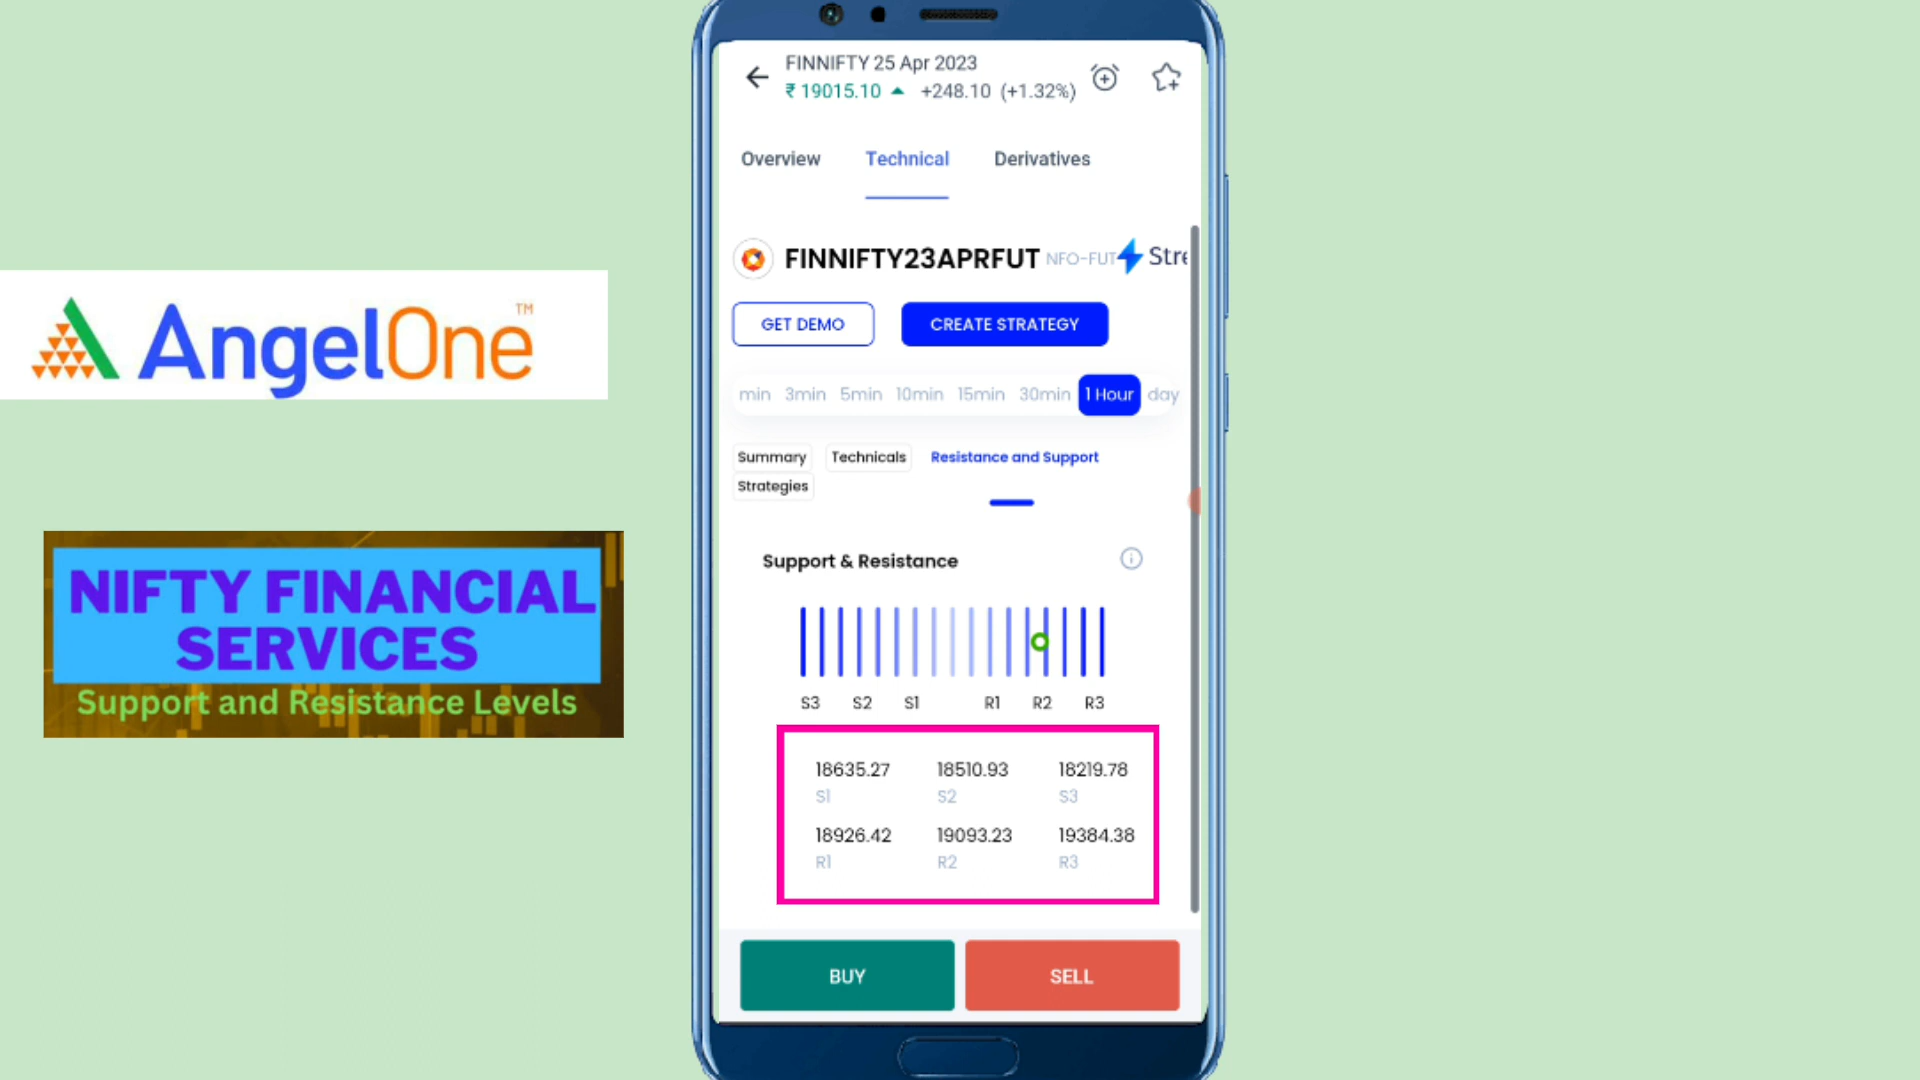 AngelOne™
NIFTY FINANCIAL
SERVICES
Support and Resistance Levels
FINNIFTY 25 Apr 2023
₹ 19015.10 ▲ +248.10 (+1.32%)
Overview Technical Derivatives
FINNIFTY23APRFUT NFO-FUT Stre
GET DEMO CREATE STRATEGY
min 3min 5min 10min 15min 30min 1 Hour day
Summary Technicals Resistance and Support
Strategies
Support & Resistance
S3 S2 S1 R1 R2 R3
18635.27 18510.93 18219.78
S1 S2 S3
18926.42 19093.23 19384.38
R1 R2 R3
BUY SELL